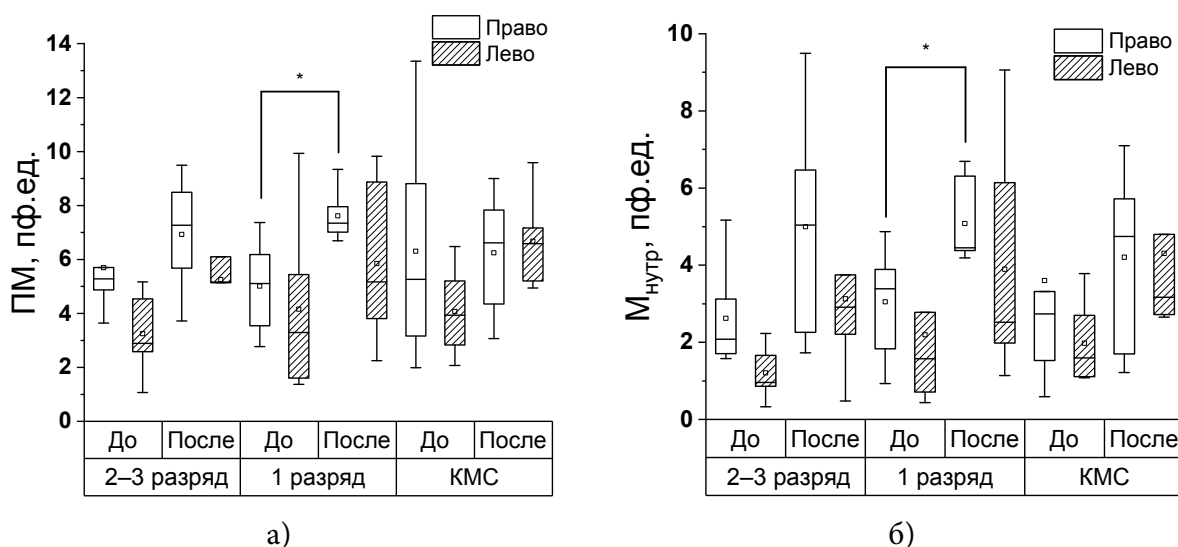 Право
Лево
ПМ, пф.ед.
14
12
10
8
6
4
2
0
*
До После До После До После
2–3 разряд 1 разряд КМС
а)
Право
Лево
Mнутр, пф.ед.
10
8
6
4
2
0
*
До После До После До После
2–3 разряд 1 разряд КМС
б)